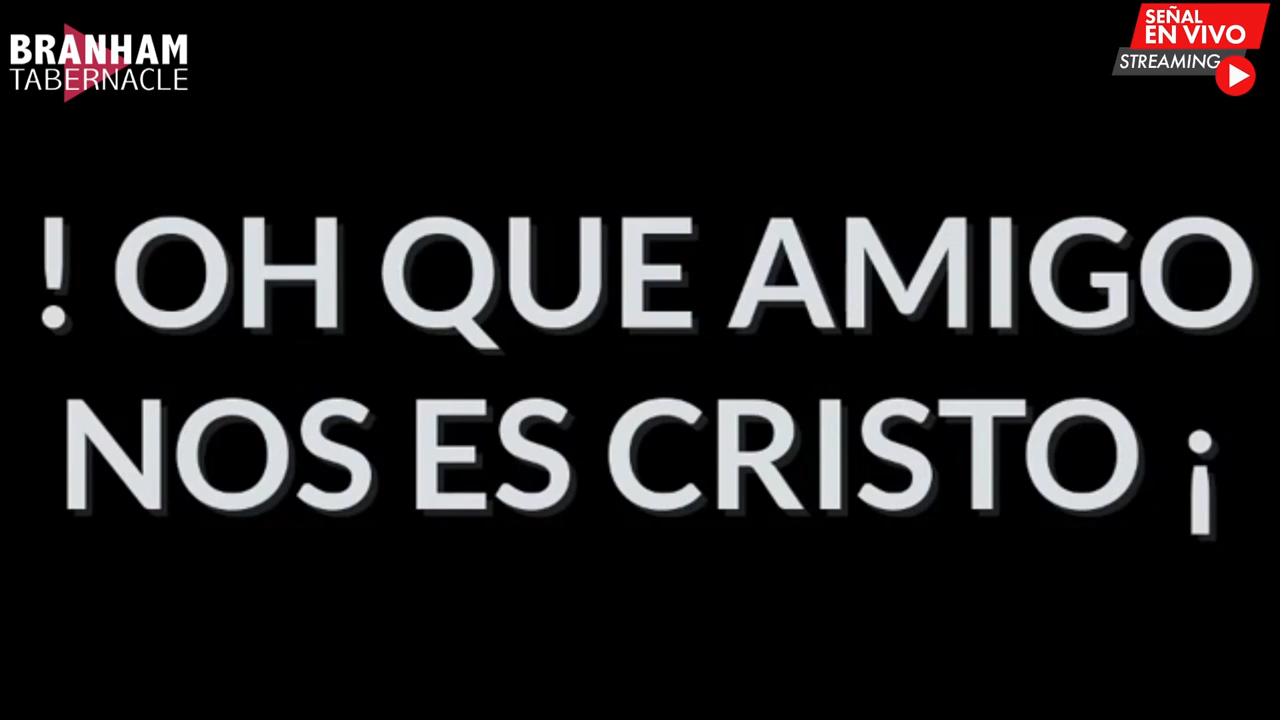 BRANHAM
TABERNACLE
SEÑAL
EN VIVO
STREAMING
! OH QUE AMIGO
NOS ES CRISTO ¡